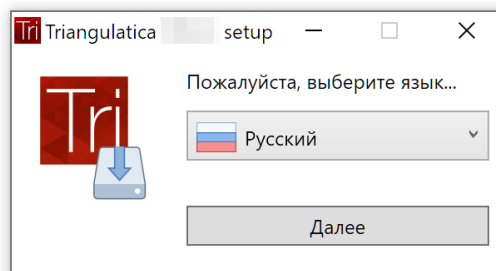 Tri Triangulatica setup
Tri
Пожалуйста, выберите язык...
Русский
Далее